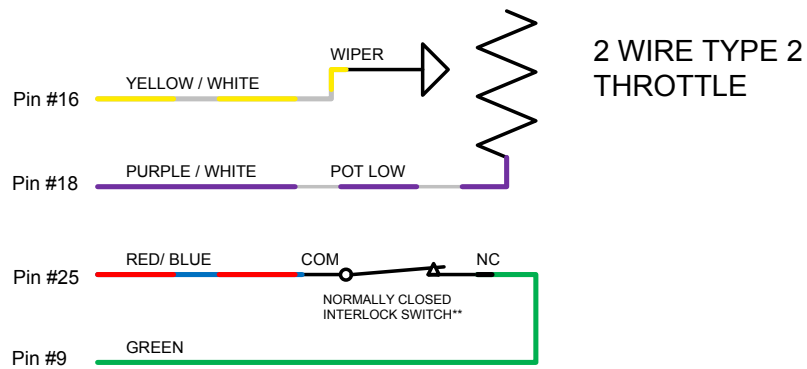 WIPER
2 WIRE TYPE 2
THROTTLE
YELLOW / WHITE
Pin #16
PURPLE / WHITE
POT LOW
Pin #18
RED/ BLUE
COM
NC
Pin #25
NORMALLY CLOSED
INTERLOCK SWITCH**
GREEN
Pin #9